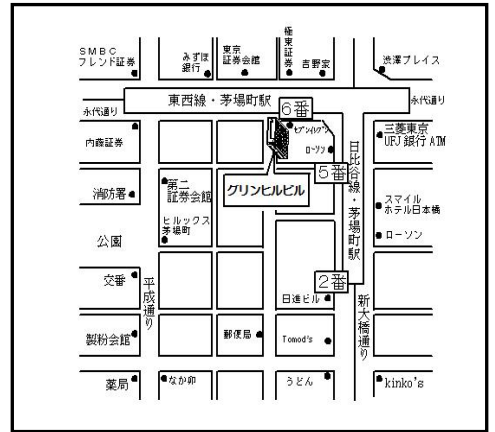 SMBC
フレンド証券
みずほ
銀行
東京
証券会館
極東証券
吉野家
渋澤プレイス
永代通り
東西線・茅場町駅
6番
永代通り
内藤証券
セブンイレブン
ローソン
5番
日比谷線・茅場町駅
三菱東京
UFJ 銀行 ATM
グリンヒルビル
消防署
第二
証券会館
ヒルックス
茅場町
スマイル
ホテル日本橋
ローソン
公園
交番
平成通り
2番
日進ビル
新大橋通り
製粉会館
郵便局
Tomod's
薬局
なか卯
うどん
kinko's